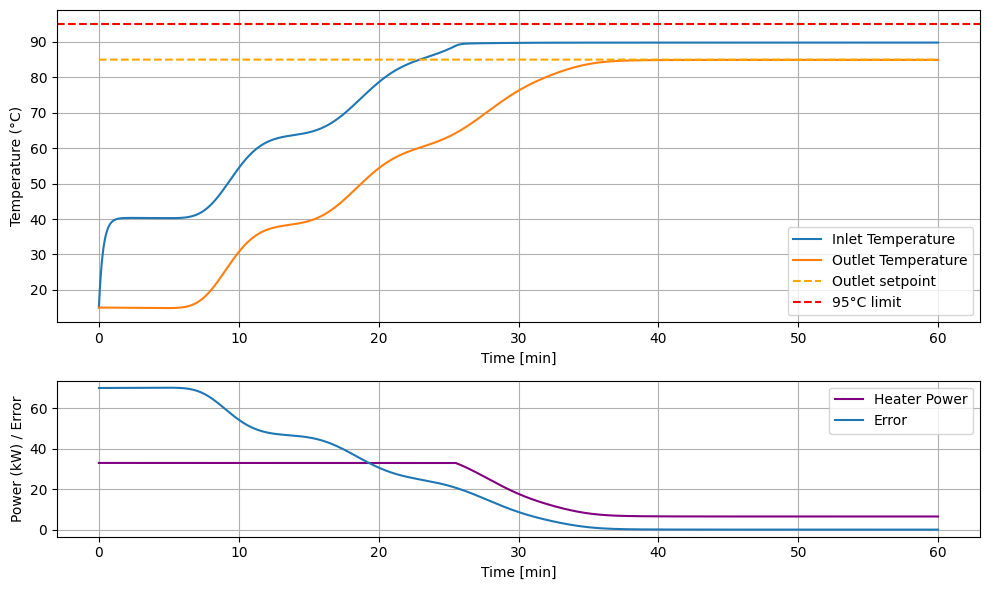 90
80
70
60
50
40
30
20
Temperature (°C)
0
10
20
30
40
50
60
Time [min]
Inlet Temperature
Outlet Temperature
Outlet setpoint
95°C limit
60
40
20
0
Power (kW) / Error
0
10
20
30
40
50
60
Time [min]
Heater Power
Error